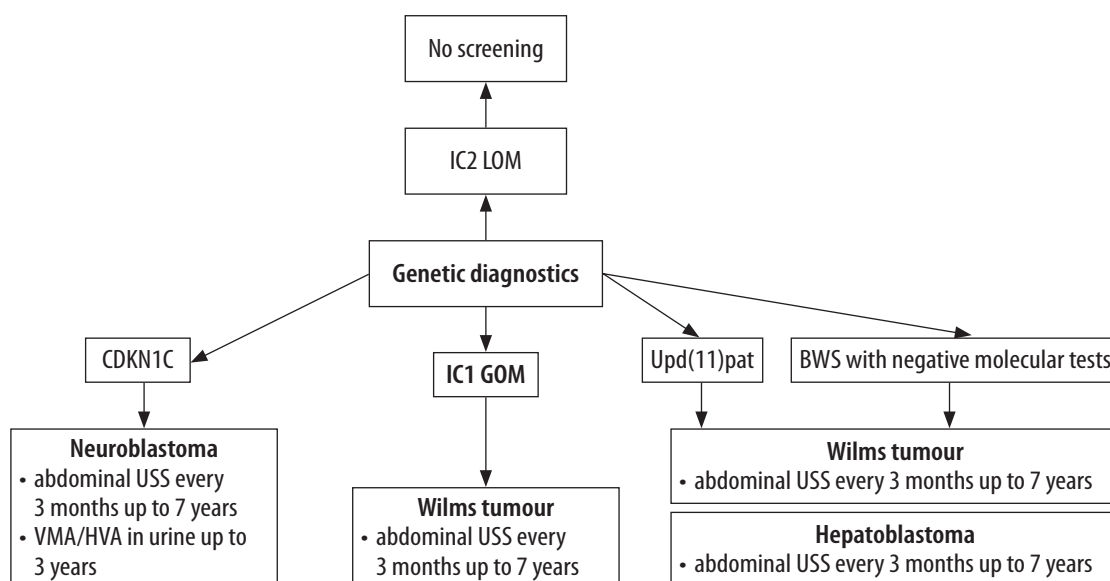 No screening
IC2 LOM
Genetic diagnostics
CDKN1C
IC1 GOM
Upd(11)pat
BWS with negative molecular tests
Neuroblastoma
• abdominal USS every
3 months up to 7 years
• VMA/HVA in urine up to
3 years
Wilms tumour
• abdominal USS every
3 months up to 7 years
Wilms tumour
• abdominal USS every 3 months up to 7 years
Hepatoblastoma
• abdominal USS every 3 months up to 7 years